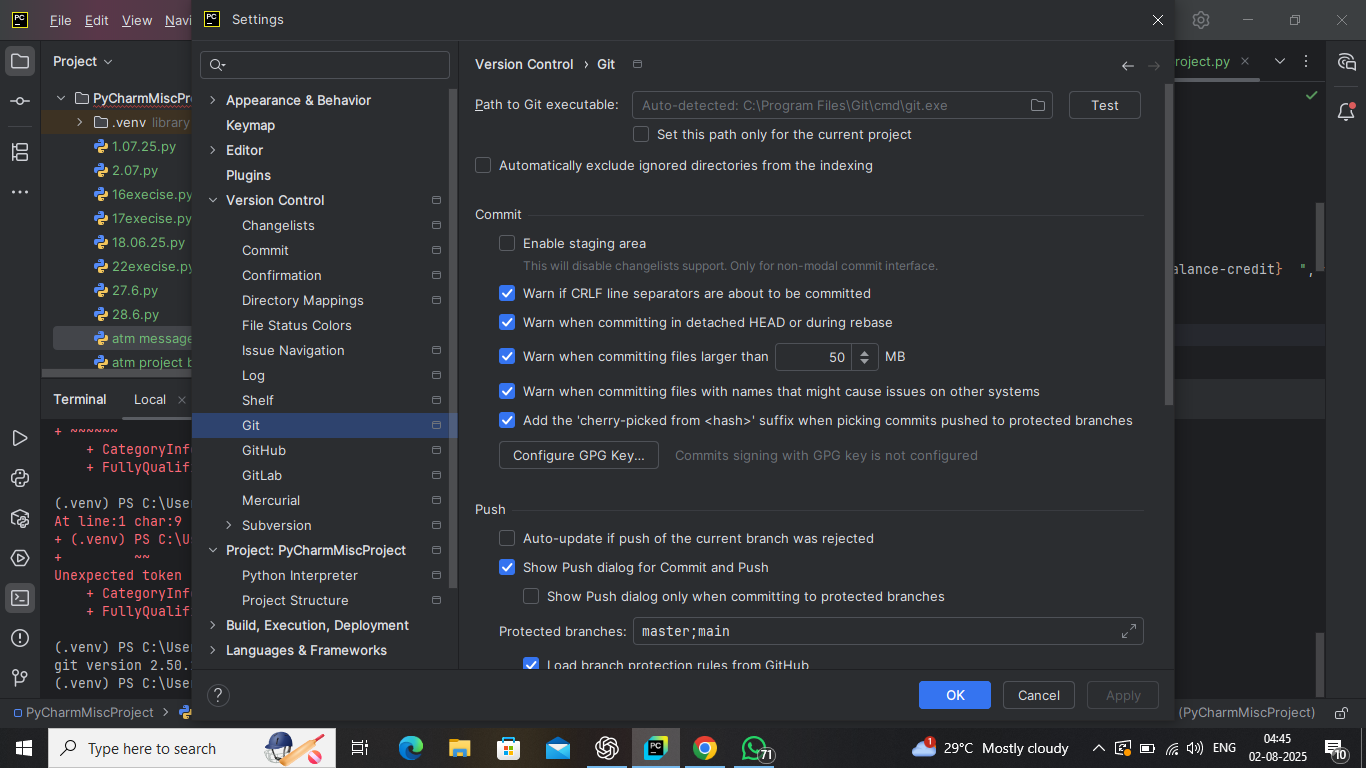 PC File Edit View Navi
PC Settings
Project
PyCharmMiscPr
.venv library
1.07.25.py
2.07.py
16execise.py
17execise.py
18.06.25.py
22execise.py
27.6.py
28.6.py
atm message
atm project b
Terminal Local
+ ~~~~~~
+ CategoryInf
+ FullyQualif
(.venv) PS C:\User
At line:1 char:9
+ (.venv) PS C:\U
+ ~~
Unexpected token
+ CategoryInf
+ FullyQualif
(.venv) PS C:\User
git version 2.50.
(.venv) PS C:\User
Appearance & Behavior
Keymap
Editor
Plugins
Version Control
Changelists
Commit
Confirmation
Directory Mappings
File Status Colors
Issue Navigation
Log
Shelf
Git
GitHub
GitLab
Mercurial
Subversion
Project: PyCharmMiscProject
Python Interpreter
Project Structure
Build, Execution, Deployment
Languages & Frameworks
Version Control › Git
Path to Git executable: Auto-detected: C:\Program Files\Git\cmd\git.exe Test
Set this path only for the current project
Automatically exclude ignored directories from the indexing
Commit
Enable staging area
This will disable changelists support. Only for non-modal commit interface.
Warn if CRLF line separators are about to be committed
Warn when committing in detached HEAD or during rebase
Warn when committing files larger than 50 MB
Warn when committing files with names that might cause issues on other systems
Add the 'cherry-picked from <hash>' suffix when picking commits pushed to protected branches
Configure GPG Key... Commits signing with GPG key is not configured
Push
Auto-update if push of the current branch was rejected
Show Push dialog for Commit and Push
Show Push dialog only when committing to protected branches
Protected branches: master;main
Load branch protection rules from GitHub
? OK Cancel Apply
roject.py
alance-credit} ",
PyCharmMiscProject
(PyCharmMiscProject)
Type here to search
PC
71
29°C Mostly cloudy
ENG
04:45
02-08-2025
10